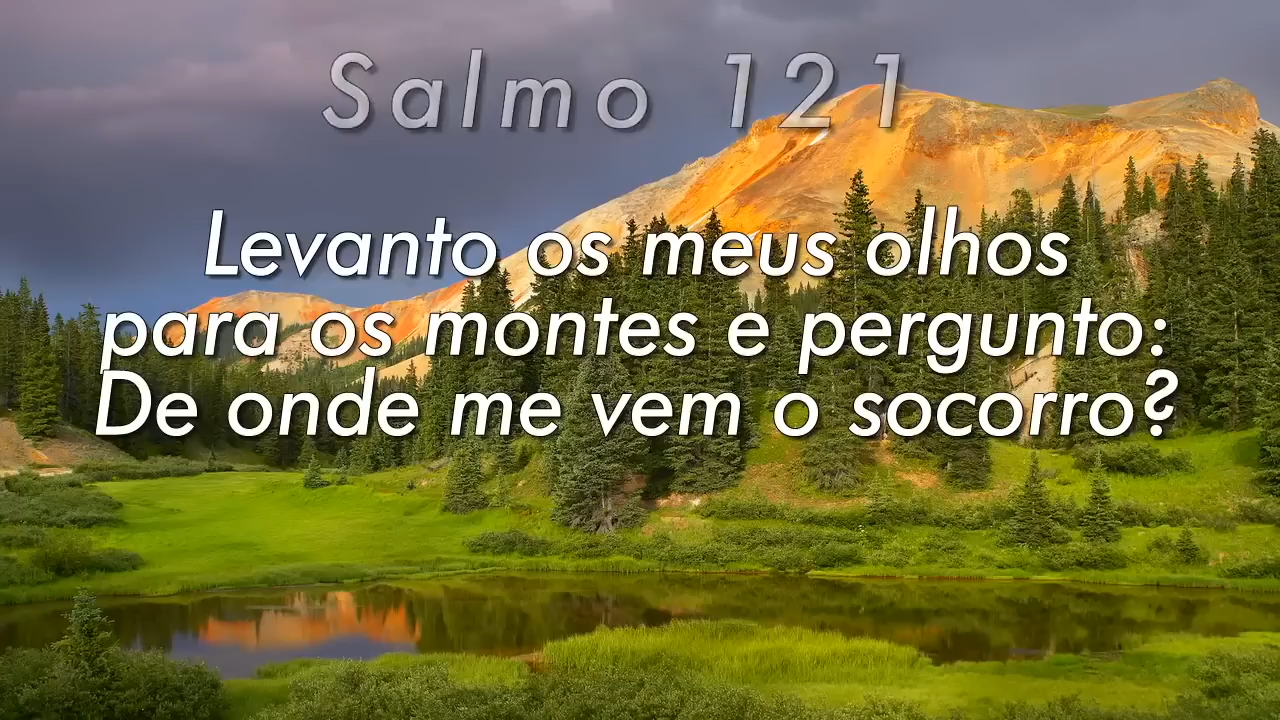 Salmo 121
Levanto os meus olhos
para os montes e pergunto:
De onde me vem o socorro?